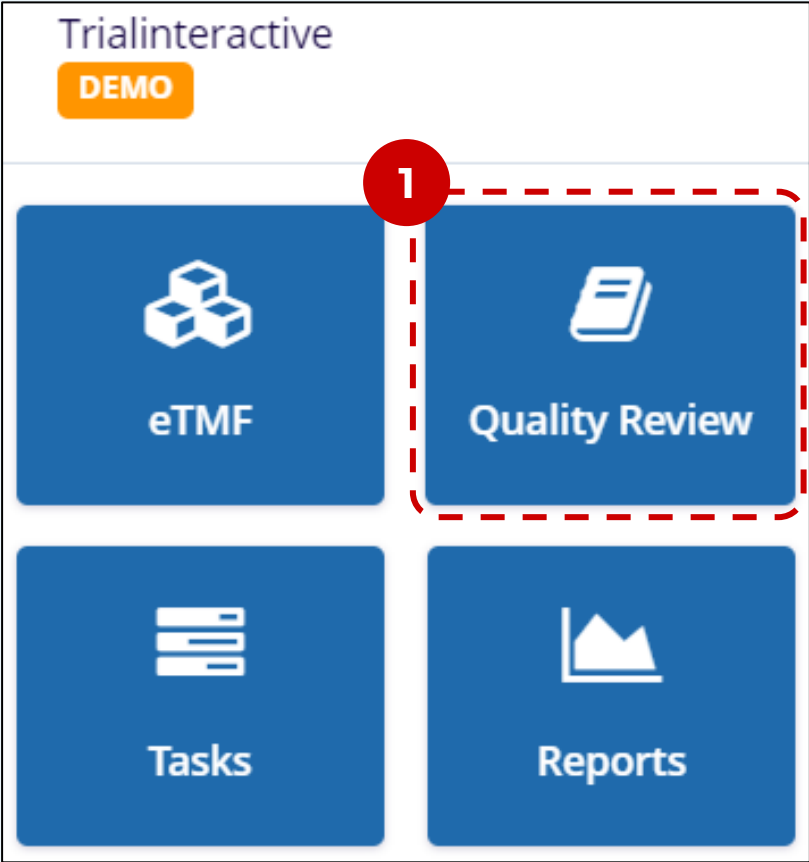 Trialinteractive
DEMO
1
eTMF
Quality Review
Tasks
Reports